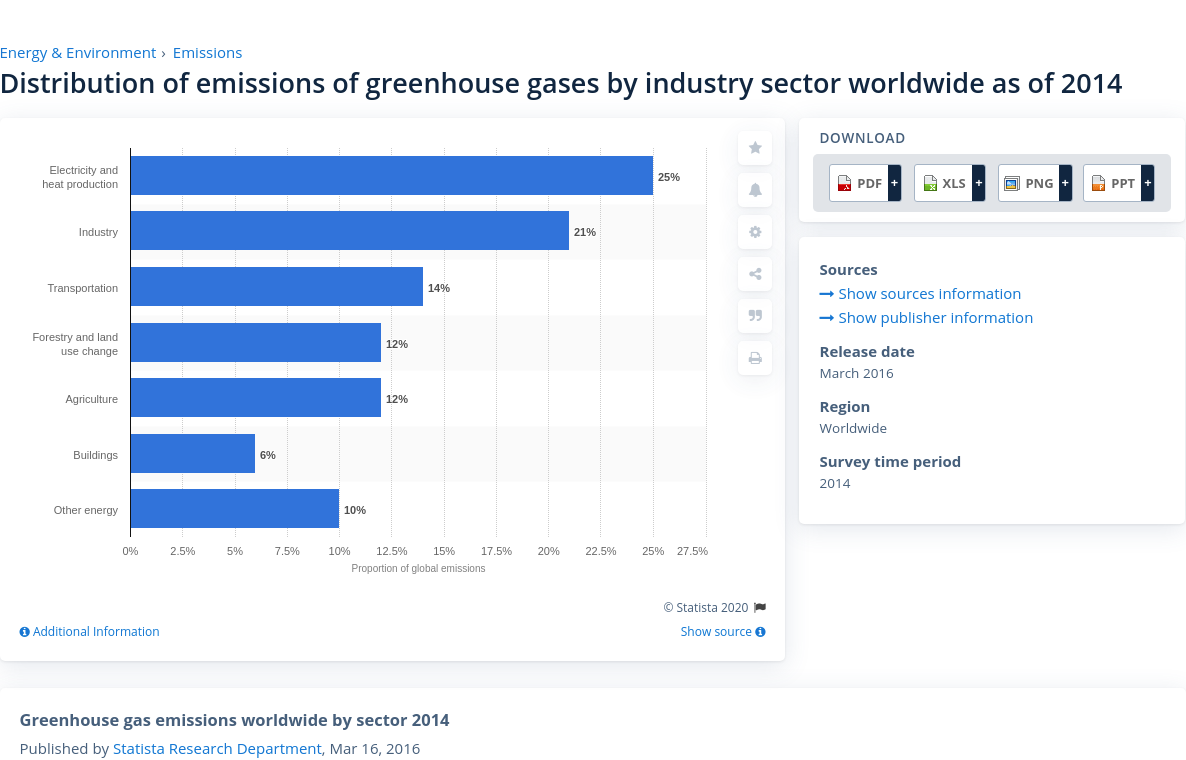 Energy & Environment › Emissions
Distribution of emissions of greenhouse gases by industry sector worldwide as of 2014
Electricity and
heat production
25%
Industry
21%
Transportation
14%
Forestry and land
use change
12%
Agriculture
12%
Buildings
6%
Other energy
10%
0% 2.5% 5% 7.5% 10% 12.5% 15% 17.5% 20% 22.5% 25% 27.5%
Proportion of global emissions
© Statista 2020
Additional Information
Show source
DOWNLOAD
PDF + XLS + PNG + PPT +
Sources
Show sources information
Show publisher information
Release date
March 2016
Region
Worldwide
Survey time period
2014
Greenhouse gas emissions worldwide by sector 2014
Published by Statista Research Department, Mar 16, 2016